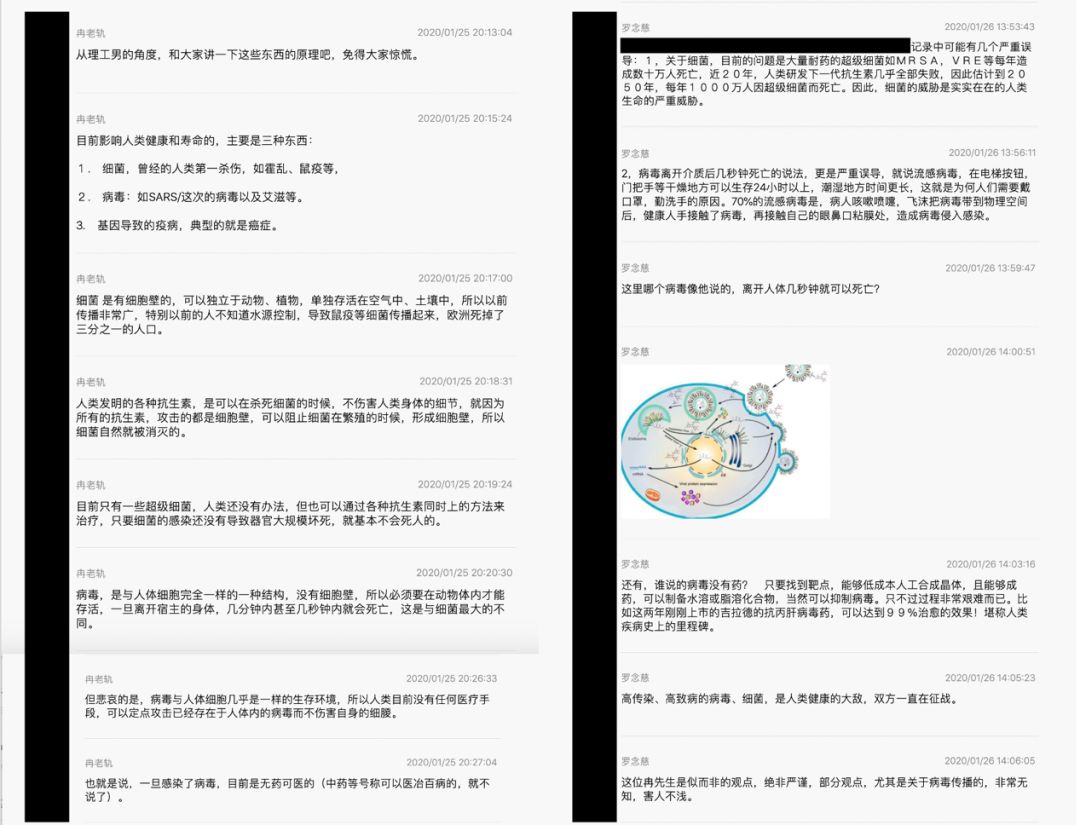 冉老轨 2020/01/25 20:13:04
从理工男的角度，和大家讲一下这些东西的原理吧，免得大家惊慌。
冉老轨 2020/01/25 20:15:24
目前影响人类健康和寿命的，主要是三种东西：
1． 细菌，曾经的人类第一杀伤，如霍乱、鼠疫等，
2． 病毒：如SARS/这次的病毒以及艾滋等。
3. 基因导致的疫病，典型的就是癌症。
冉老轨 2020/01/25 20:17:00
细菌 是有细胞壁的，可以独立于动物、植物，单独存活在空气中、土壤中，所以以前
传播非常广，特别以前的人不知道水源控制，导致鼠疫等细菌传播起来，欧洲死掉了
三分之一的人口。
冉老轨 2020/01/25 20:18:31
人类发明的各种抗生素，是可以在杀死细菌的时候，不伤害人类身体的细节，就因为
所有的抗生素，攻击的都是细胞壁，可以阻止细菌在繁殖的时候，形成细胞壁，所以
细菌自然就被消灭的。
冉老轨 2020/01/25 20:19:24
目前只有一些超级细菌，人类还没有办法，但也可以通过各种抗生素同时上的方法来
治疗，只要细菌的感染还没有导致器官大规模坏死，就基本不会死人的。
冉老轨 2020/01/25 20:20:30
病毒，是与人体细胞完全一样的一种结构，没有细胞壁，所以必须要在动物体内才能
存活，一旦离开宿主的身体，几分钟内甚至几秒钟内就会死亡，这是与细菌最大的不
同。
冉老轨 2020/01/25 20:26:33
但悲哀的是，病毒与人体细胞几乎是一样的生存环境，所以人类目前没有任何医疗手
段，可以定点攻击已经存在于人体内的病毒而不伤害自身的细腰。
冉老轨 2020/01/25 20:27:04
也就是说，一旦感染了病毒，目前是无药可医的（中药等号称可以医冶百病的，就不
说了）。
罗念慈 2020/01/26 13:53:43
记录中可能有几个严重误
导：１，关于细菌，目前的问题是大量耐药的超级细菌如ＭＲＳＡ，ＶＲＥ等每年造
成数十万人死亡，近２０年，人类研发下一代抗生素几乎全部失败，因此估计到２０
５０年，每年１０００万人因超级细菌而死亡。因此，细菌的威胁是实实在在的人类
生命的严重威胁。
罗念慈 2020/01/26 13:56:11
2，病毒离开介质后几秒钟死亡的说法，更是严重误导，就说流感病毒，在电梯按钮，
门把手等干燥地方可以生存24小时以上，潮湿地方时间更长，这就是为何人们需要戴
口罩，勤洗手的原因。70%的流感病毒是，病人咳嗽喷嚏，飞沫把病毒带到物理空间
后，健康人手接触了病毒，再接触自己的眼鼻口粘膜处，造成病毒侵入感染。
罗念慈 2020/01/26 13:59:47
这里哪个病毒像他说的，离开人体几秒钟就可以死亡？
罗念慈 2020/01/26 14:00:51
Endosome
Golgi
ER
mRNA
Viral protein expression
罗念慈 2020/01/26 14:03:16
还有，谁说的病毒没有药？ 只要找到靶点，能够低成本人工合成晶体，且能够成
药，可以制备水溶或脂溶化合物，当然可以抑制病毒。只不过过程非常艰难而已。比
如这两年刚刚上市的吉拉德的抗丙肝病毒药，可以达到９９%治愈的效果！堪称人类
疾病史上的里程碑。
罗念慈 2020/01/26 14:05:23
高传染、高致病的病毒、细菌，是人类健康的大敌，双方一直在征战。
罗念慈 2020/01/26 14:06:05
这位冉先生是似而非的观点，绝非严谨，部分观点，尤其是关于病毒传播的，非常无
知，害人不浅。